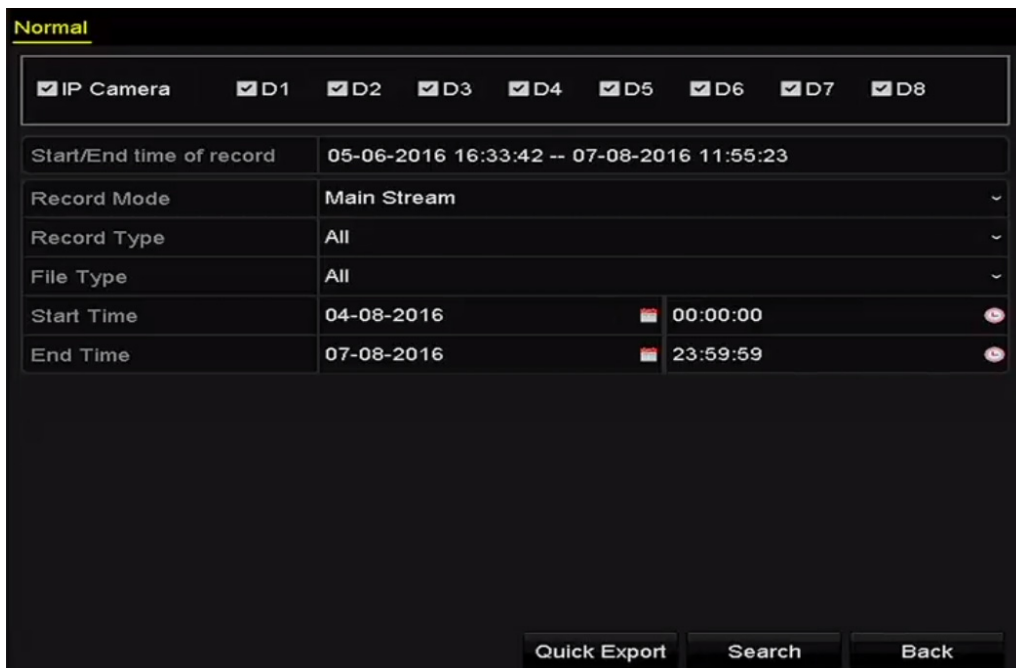 Normal
IP Camera D1 D2 D3 D4 D5 D6 D7 D8
Start/End time of record 05-06-2016 16:33:42 -- 07-08-2016 11:55:23
Record Mode Main Stream
Record Type All
File Type All
Start Time 04-08-2016 00:00:00
End Time 07-08-2016 23:59:59
Quick Export Search Back